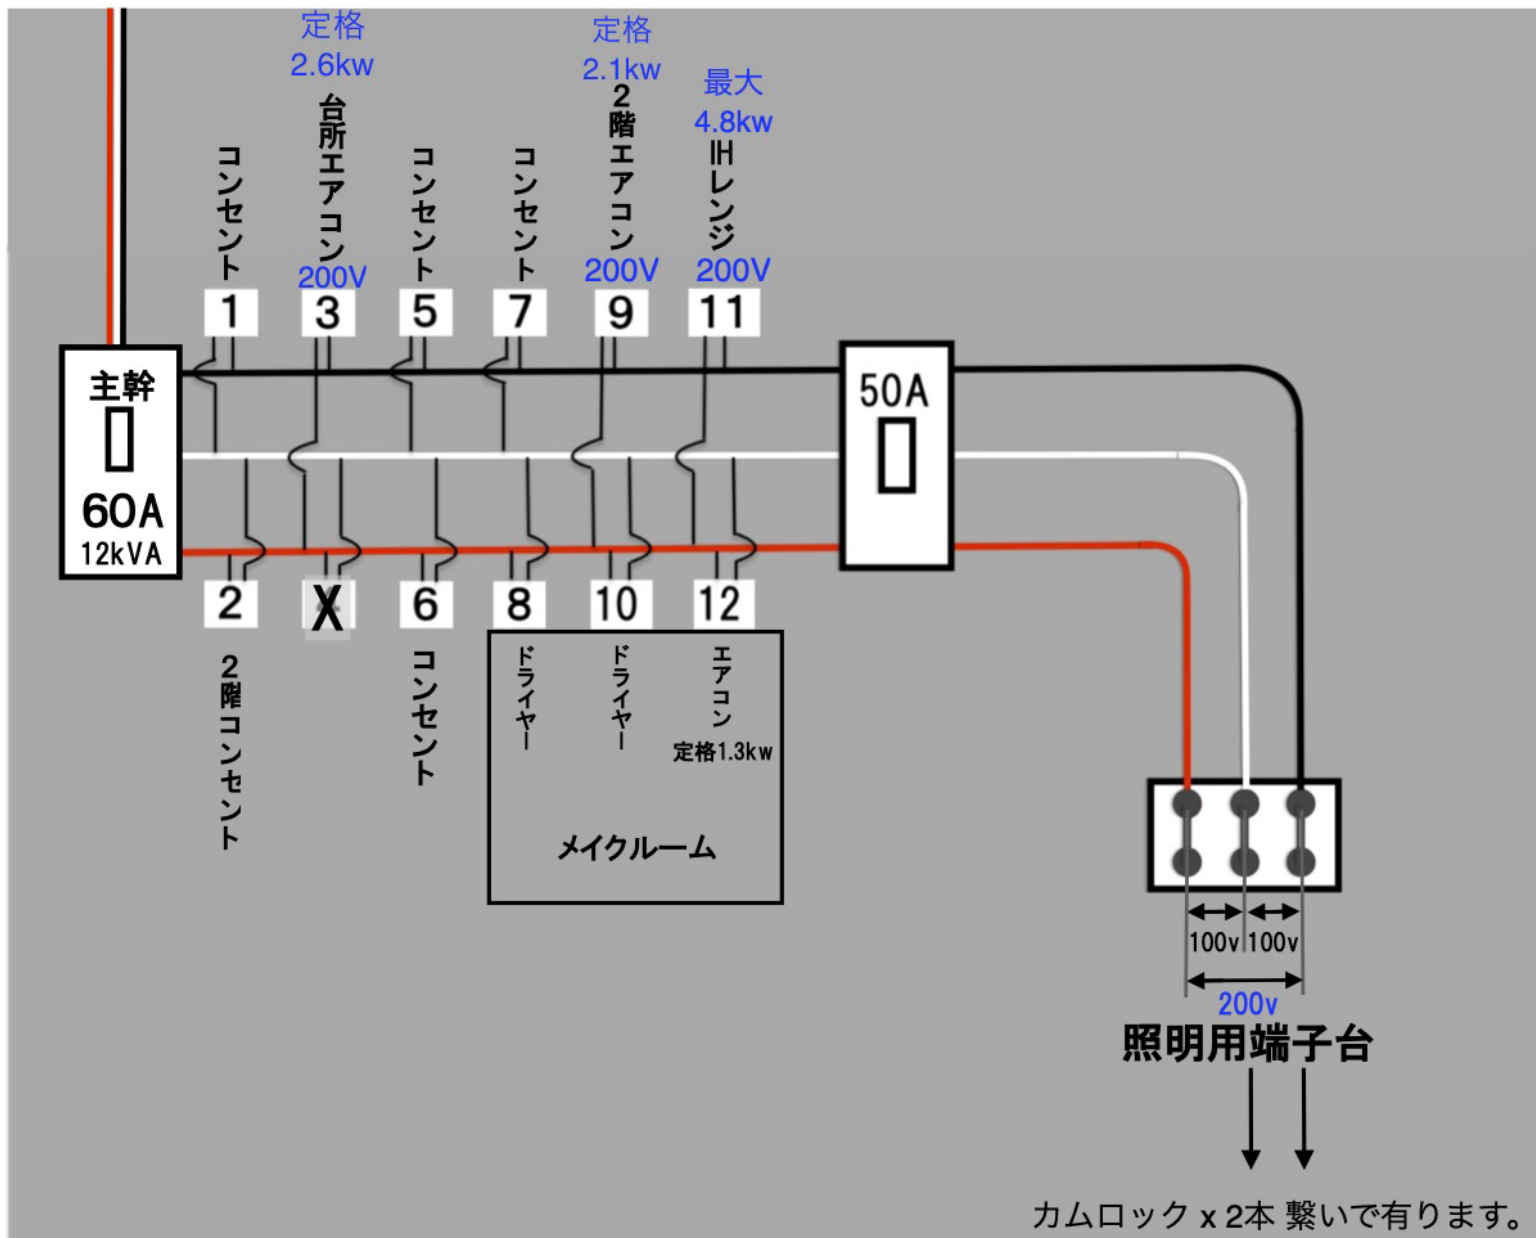 定格
2.6kw
台所エアコン
200V
定格
2.1kw
2階エアコン
200V
最大
4.8kw
IHレンジ
200V
コンセント
コンセント
コンセント
1
3
5
7
9
11
主幹
60A
12kVA
50A
2
X
6
8
10
12
2階コンセント
コンセント
ドライヤー
ドライヤー
エアコン
定格1.3kw
メイクルーム
100v
100v
200v
照明用端子台
カムロック x 2本 繋いで有ります。